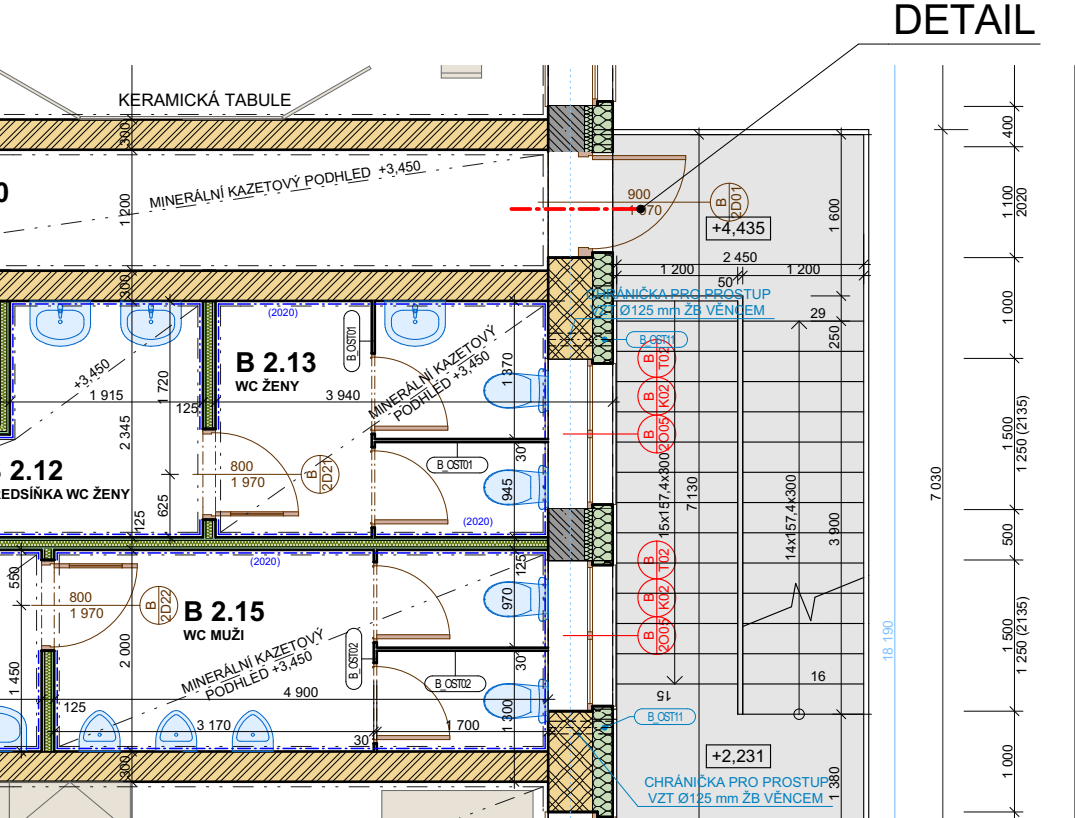 DETAIL
KERAMICKÁ TABULE
300
400
MINERÁLNÍ KAZETOVÝ PODHLED +3,450
0
1 200
900
1 970
B
2D01
+4,435
1 600
1 100
2020
2 450
1 200
1 200
50
300
CHRÁNIČKA PRO PROSTUP
VZT Ø125 mm ŽB VĚNCEM
29
250
1 000
(2020)
B_OST01
B_OST11
B 2.13
WC ŽENY
MINERÁLNÍ KAZETOVÝ
PODHLED +3,450
1 370
+3,450
1 720
1 915
125
3 940
B
T02
B
K02
B
2O05
2 345
1 500
1 250 (2135)
2.12
EDSÍŇKA WC ŽENY
800
1 970
B
2D21
B_OST01
30
945
625
125
(2020)
15x157,4x300
7 130
14x157,4x300
3 900
7 030
500
(2020)
125
550
800
1 970
B
2D22
B 2.15
WC MUŽI
970
B
T02
B
K02
B
2O05
2 000
MINERÁLNÍ KAZETOVÝ
PODHLED +3,450
B_OST02
30
B_OST02
18 190
1 500
1 250 (2135)
1 450
4 900
125
3 170
30
1 700
1 300
15
16
B_OST11
300
+2,231
1 380
1 000
CHRÁNIČKA PRO PROSTUP
VZT Ø125 mm ŽB VĚNCEM